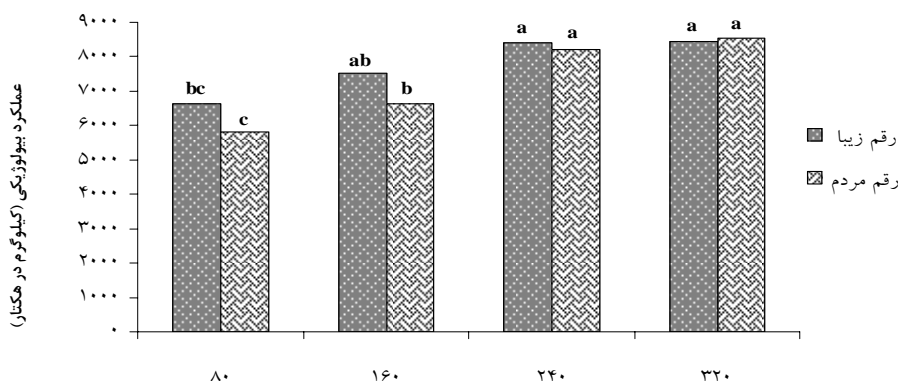 عملکرد بیولوژیکی (کیلوگرم در هکتار)
۹۰۰۰
۸۰۰۰
۷۰۰۰
۶۰۰۰
۵۰۰۰
۴۰۰۰
۳۰۰۰
۲۰۰۰
۱۰۰۰
۰
bc
c
ab
b
a
a
a
a
۸۰
۱۶۰
۲۴۰
۳۲۰
رقم زیبا
رقم مردم